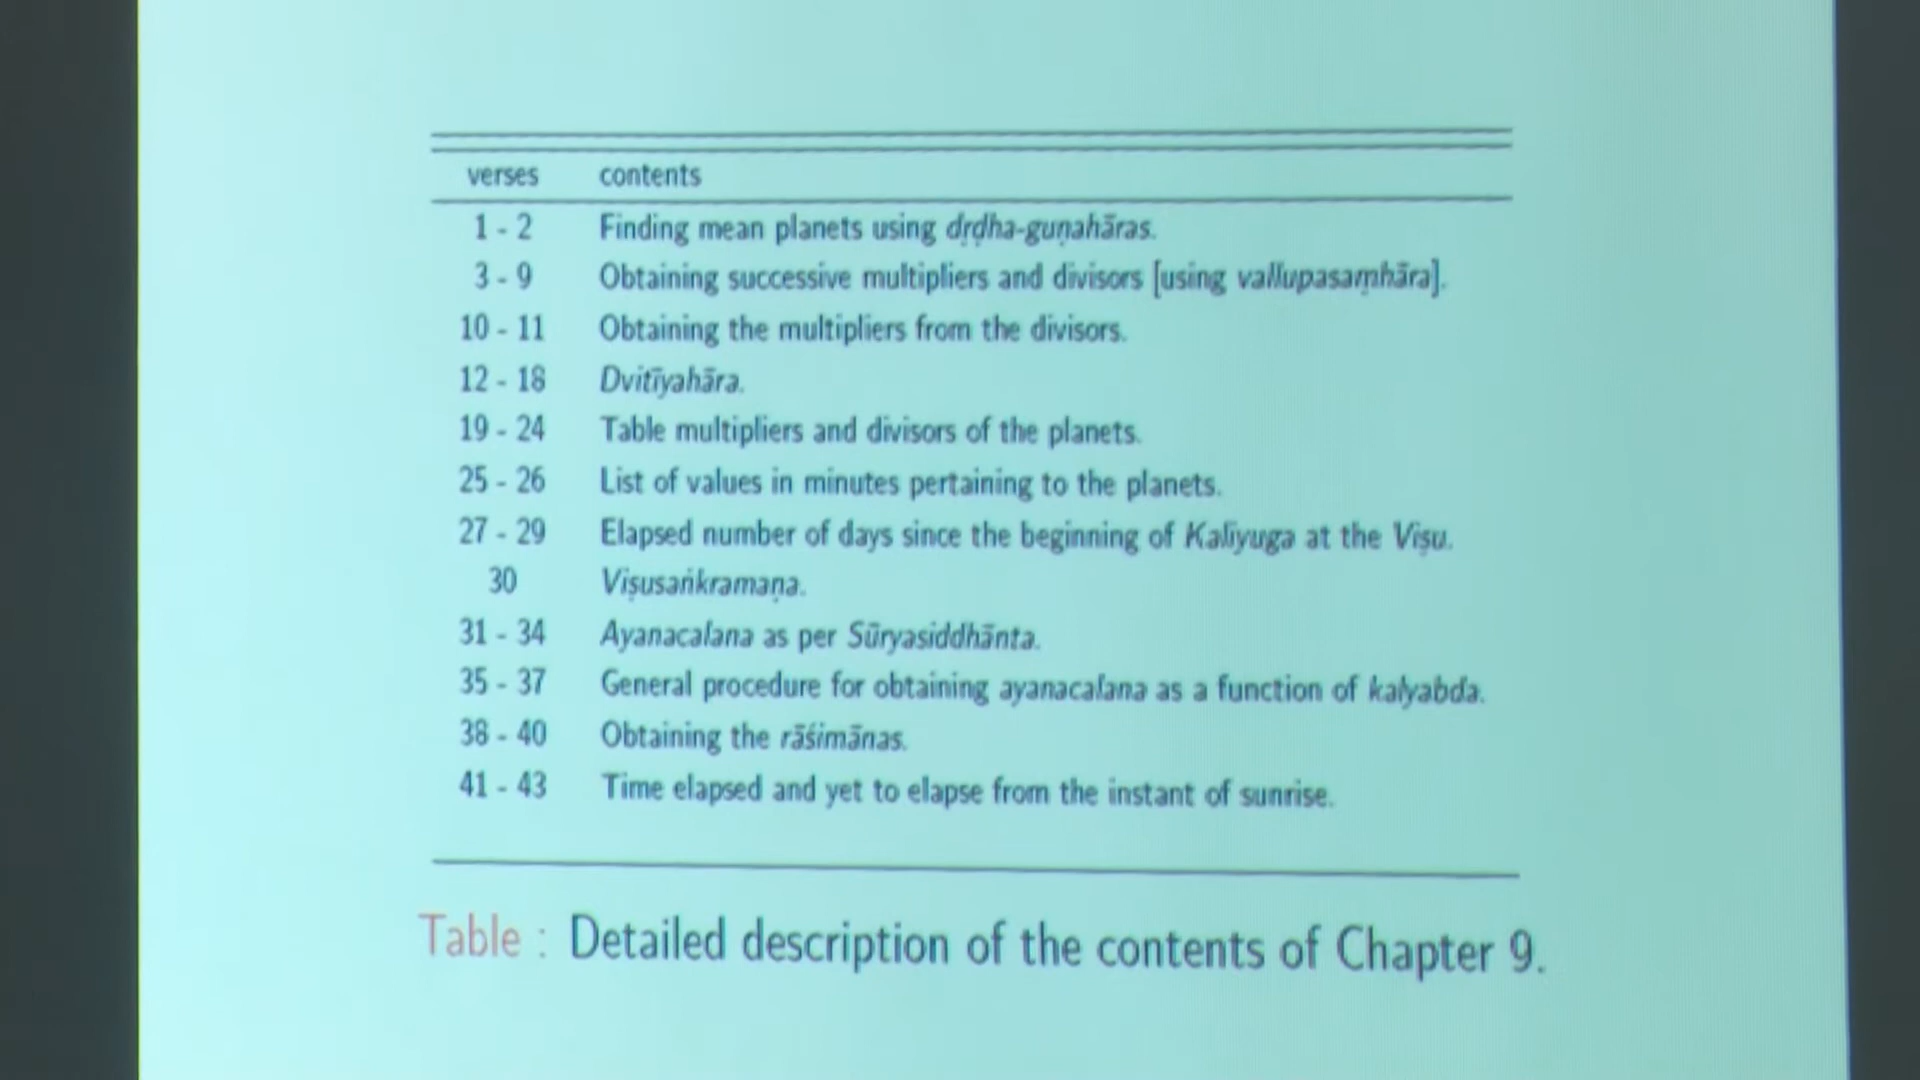 verses contents
1 - 2 Finding mean planets using dṛḍha-guṇahāras.
3 - 9 Obtaining successive multipliers and divisors [using vallupasaṃhāra].
10 - 11 Obtaining the multipliers from the divisors.
12 - 18 Dvitīyahāra.
19 - 24 Table multipliers and divisors of the planets.
25 - 26 List of values in minutes pertaining to the planets.
27 - 29 Elapsed number of days since the beginning of Kaliyuga at the Viṣu.
30 Viṣusaṅkramaṇa.
31 - 34 Ayanacalana as per Sūryasiddhānta.
35 - 37 General procedure for obtaining ayanacalana as a function of kalyabda.
38 - 40 Obtaining the rāśimānas.
41 - 43 Time elapsed and yet to elapse from the instant of sunrise.
Table : Detailed description of the contents of Chapter 9.